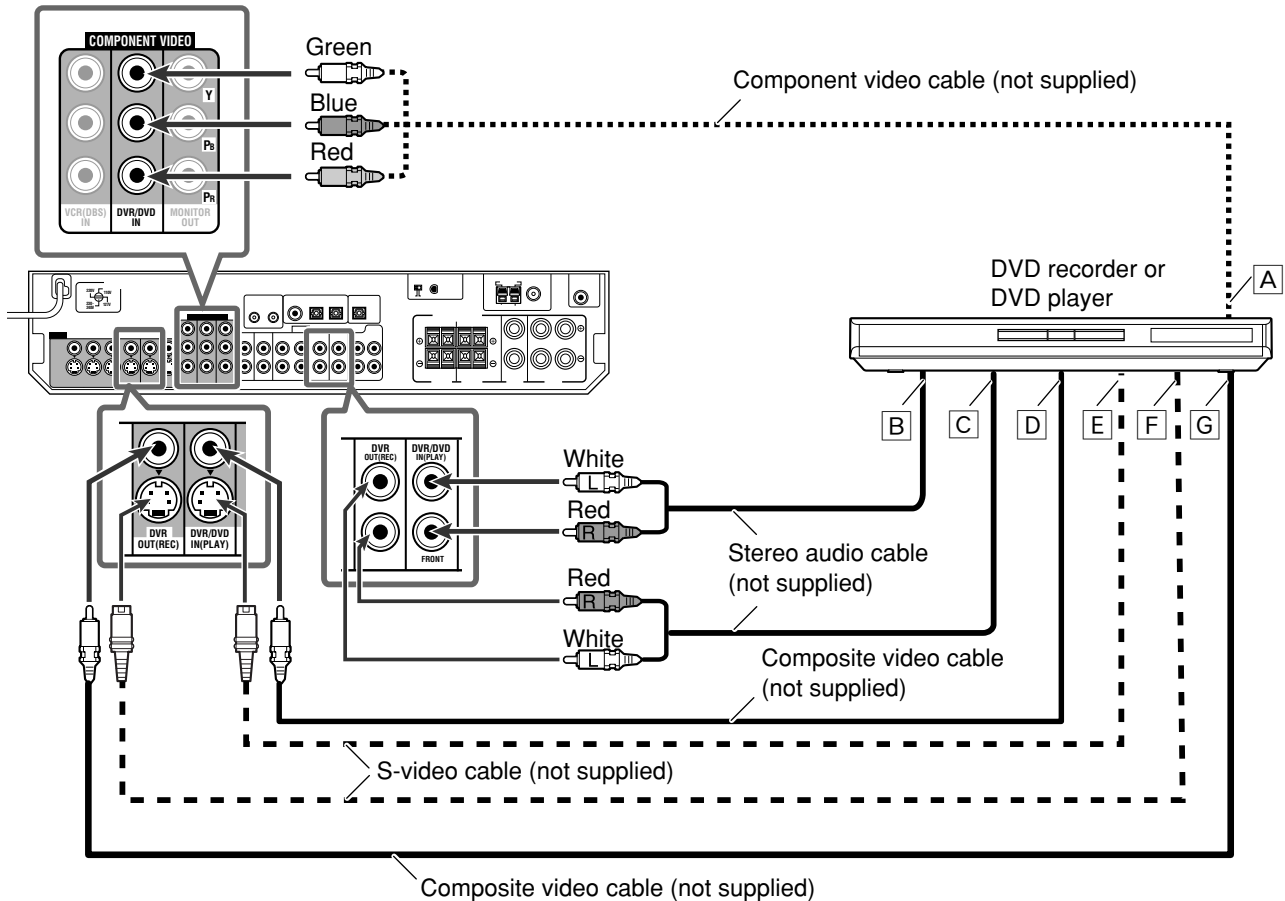 COMPONENT VIDEO
Y
PB
PR
VCR(DBS)
IN
DVR/DVD
IN
MONITOR
OUT
Green
Blue
Red
Component video cable (not supplied)
DVD recorder or
DVD player
A
B
C
D
E
F
G
DVR
OUT(REC)
DVR/DVD
IN(PLAY)
DVR
OUT(REC)
DVR/DVD
IN(PLAY)
FRONT
White
L
Red
R
Stereo audio cable
(not supplied)
Red
R
White
L
Composite video cable
(not supplied)
S-video cable (not supplied)
Composite video cable (not supplied)